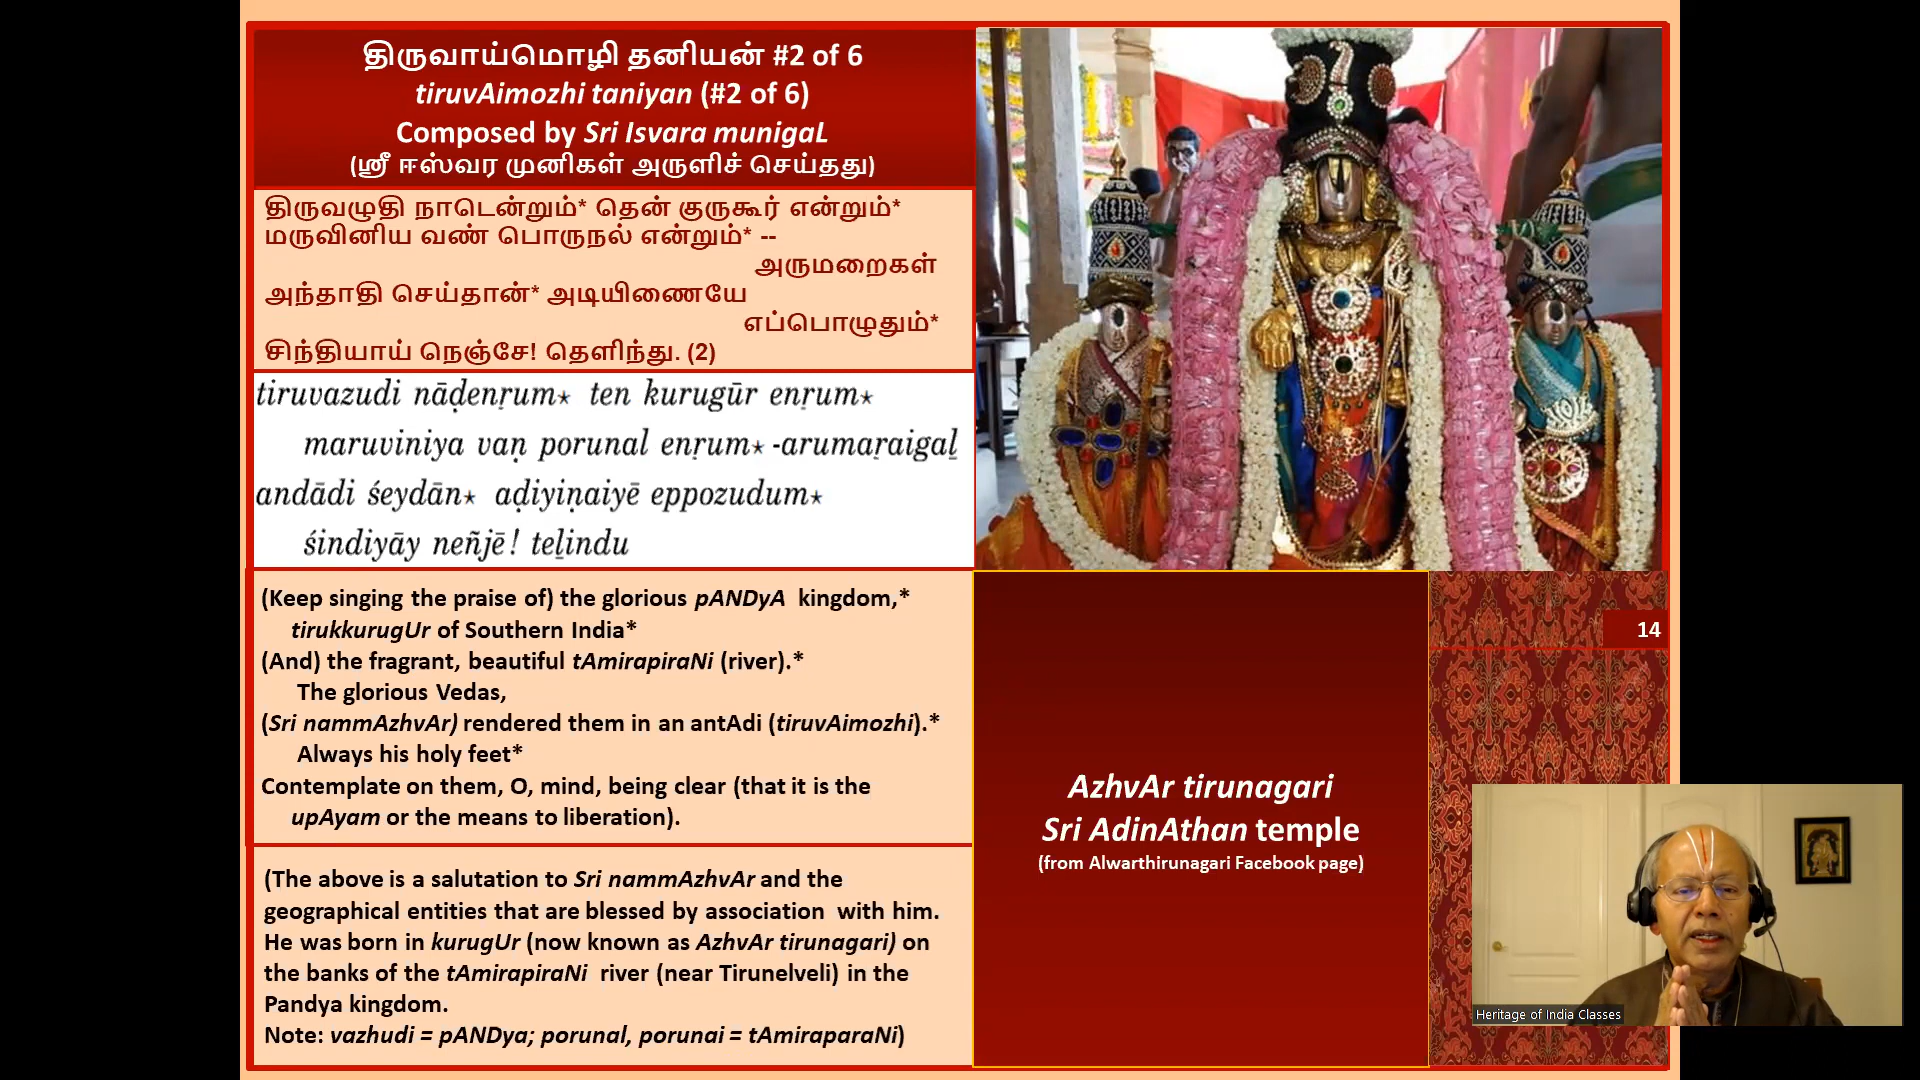 திருவாய்மொழி தனியன் #2 of 6
tiruvAimozhi taniyan (#2 of 6)
Composed by Sri Isvara munigaL
(ஸ்ரீ ஈஸ்வர முனிகள் அருளிச் செய்தது)
திருவழுதி நாடென்றும்* தென் குருகூர் என்றும்*
மருவினிய வண் பொருநல் என்றும்* --
அருமறைகள்
அந்தாதி செய்தான்* அடியிணையே
எப்பொழுதும்*
சிந்தியாய் நெஞ்சே! தெளிந்து. (2)
tiruvazudi nāḍenṟum⋆ ten kurugūr enṟum⋆
maruviniya vaṇ porunal enṟum⋆ -arumaṟaigaḻ
andādi śeydān⋆ aḍiyiṇaiyē eppozudum⋆
śindiyāy neñjē! teḻindu
(Keep singing the praise of) the glorious pANDyA kingdom,*
tirukkurugUr of Southern India*
(And) the fragrant, beautiful tAmirapiraNi (river).*
The glorious Vedas,
(Sri nammAzhvAr) rendered them in an antAdi (tiruvAimozhi).*
Always his holy feet*
Contemplate on them, O, mind, being clear (that it is the
upAyam or the means to liberation).
(The above is a salutation to Sri nammAzhvAr and the
geographical entities that are blessed by association with him.
He was born in kurugUr (now known as AzhvAr tirunagari) on
the banks of the tAmirapiraNi river (near Tirunelveli) in the
Pandya kingdom.
Note: vazhudi = pANDya; porunal, porunai = tAmiraparaNi)
AzhvAr tirunagari
Sri AdinAthan temple
(from Alwarthirunagari Facebook page)
14
Heritage of India Classes